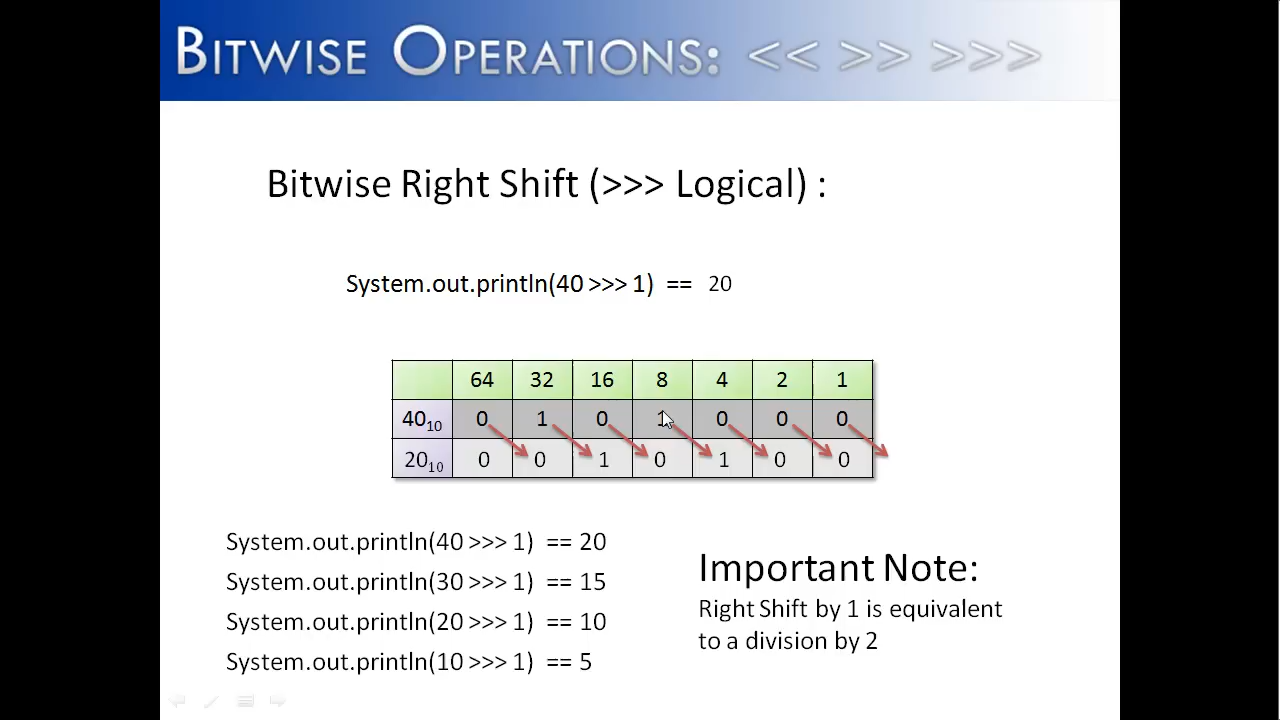 BITWISE OPERATIONS: << >> >>>
Bitwise Right Shift (>>> Logical) :
System.out.println(40 >>> 1) == 20
64 32 16 8 4 2 1
40₁₀ 0 1 0 1 0 0 0
20₁₀ 0 0 1 0 1 0 0
System.out.println(40 >>> 1) == 20
System.out.println(30 >>> 1) == 15
System.out.println(20 >>> 1) == 10
System.out.println(10 >>> 1) == 5
Important Note:
Right Shift by 1 is equivalent
to a division by 2